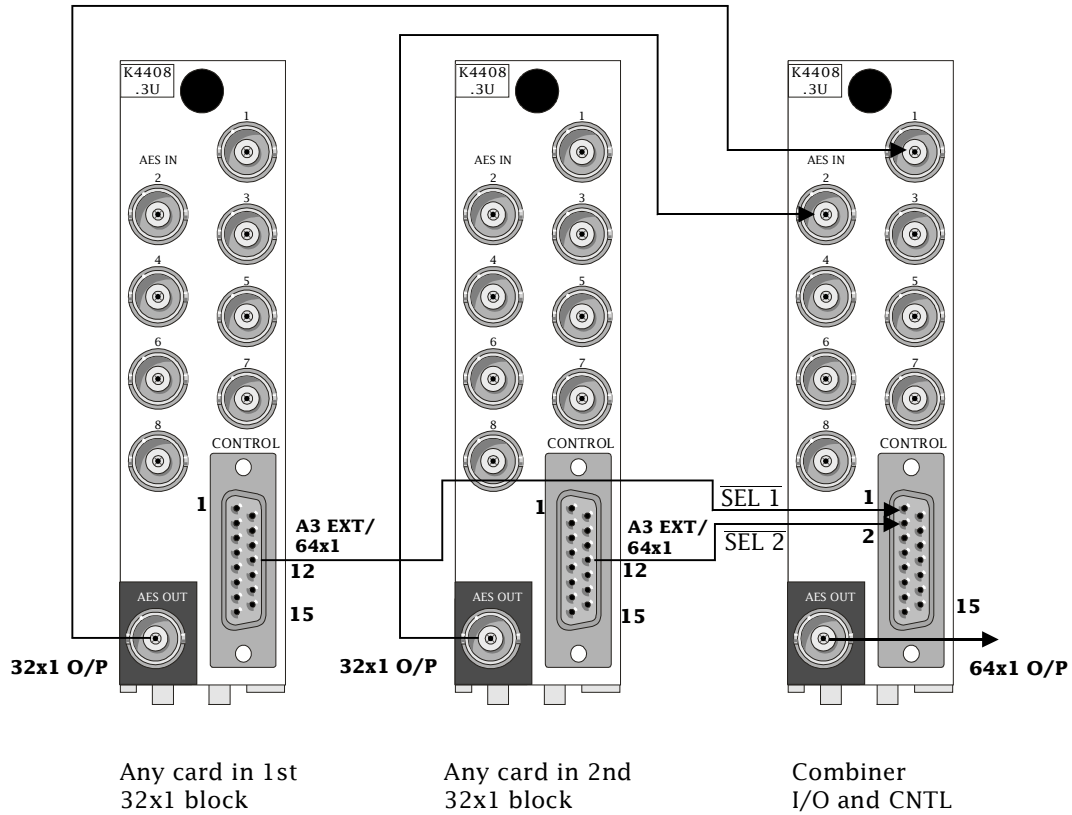 K4408
.3U
1
AES IN
2
3
4
5
6
7
8
CONTROL
1
A3 EXT/
64x1
12
15
AES OUT
32x1 O/P
Any card in 1st
32x1 block
K4408
.3U
1
AES IN
2
3
4
5
6
7
8
CONTROL
1
A3 EXT/
64x1
12
15
AES OUT
32x1 O/P
Any card in 2nd
32x1 block
K4408
.3U
1
AES IN
2
3
4
5
6
7
8
CONTROL
SEL 1
1
SEL 2
2
15
AES OUT
64x1 O/P
Combiner
I/O and CNTL